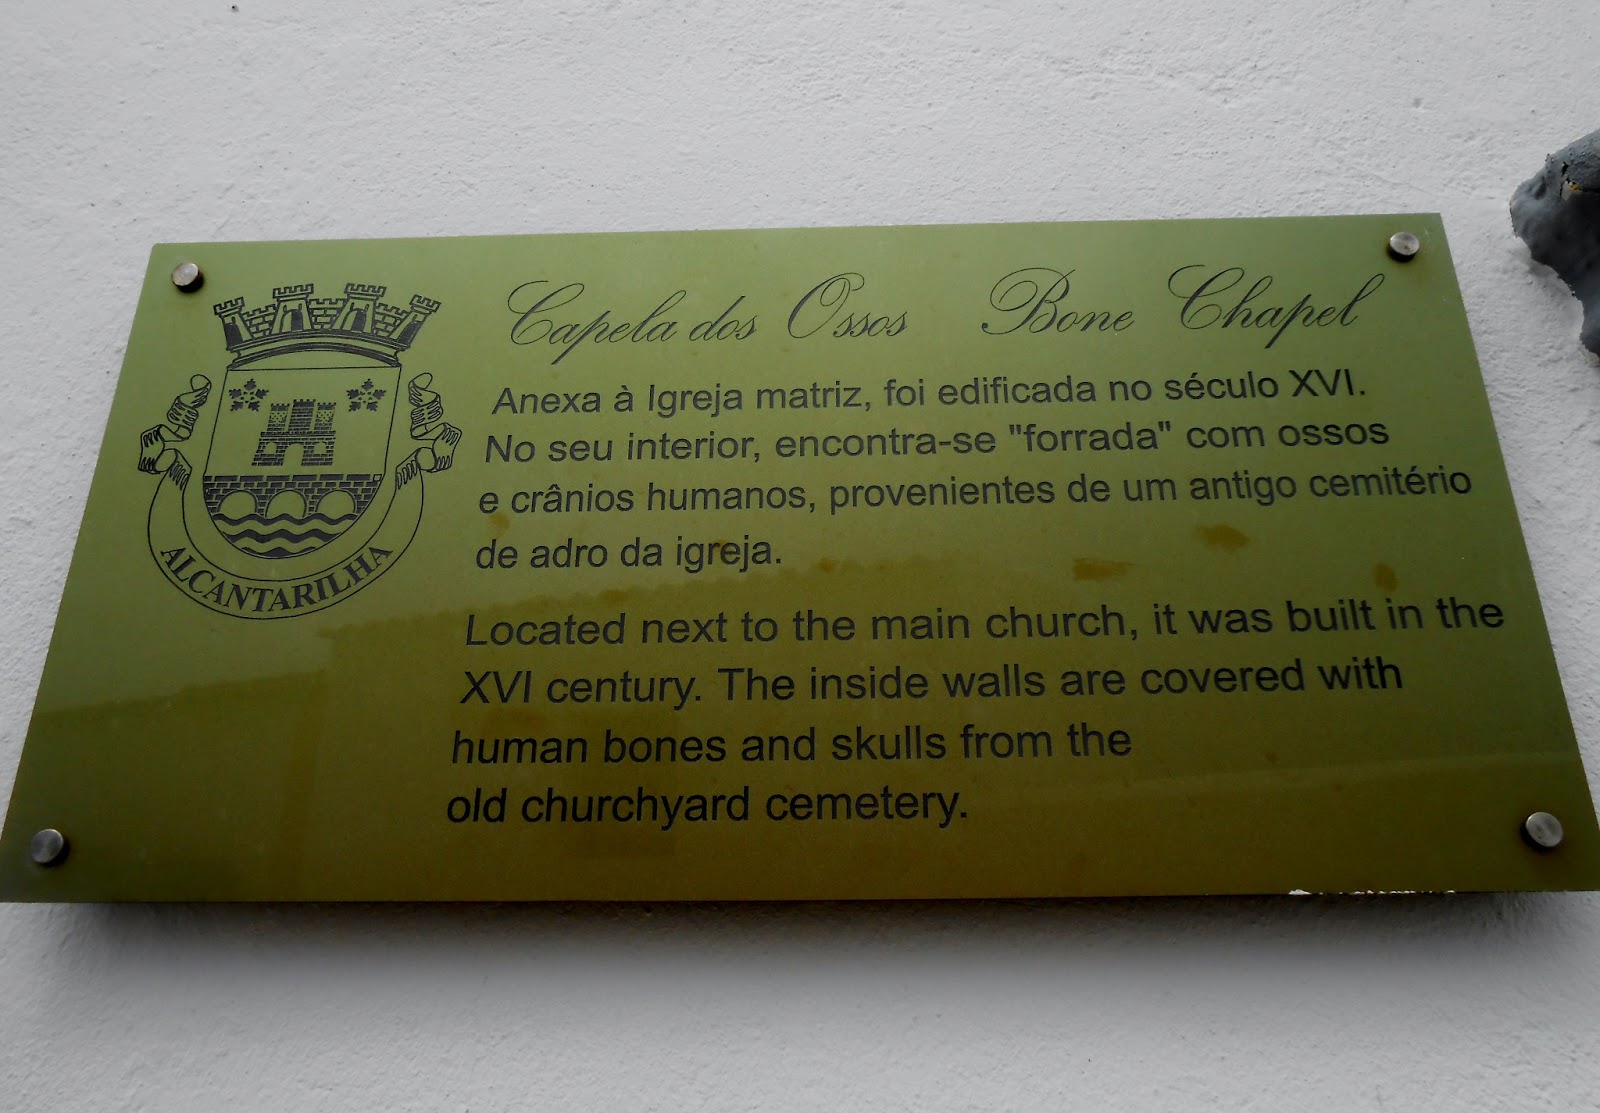 Capela dos Ossos Bone Chapel
Anexa à Igreja matriz, foi edificada no século XVI.
No seu interior, encontra-se "forrada" com ossos
e crânios humanos, provenientes de um antigo cemitério
de adro da igreja.
ALCANTARILHA
Located next to the main church, it was built in the
XVI century. The inside walls are covered with
human bones and skulls from the
old churchyard cemetery.